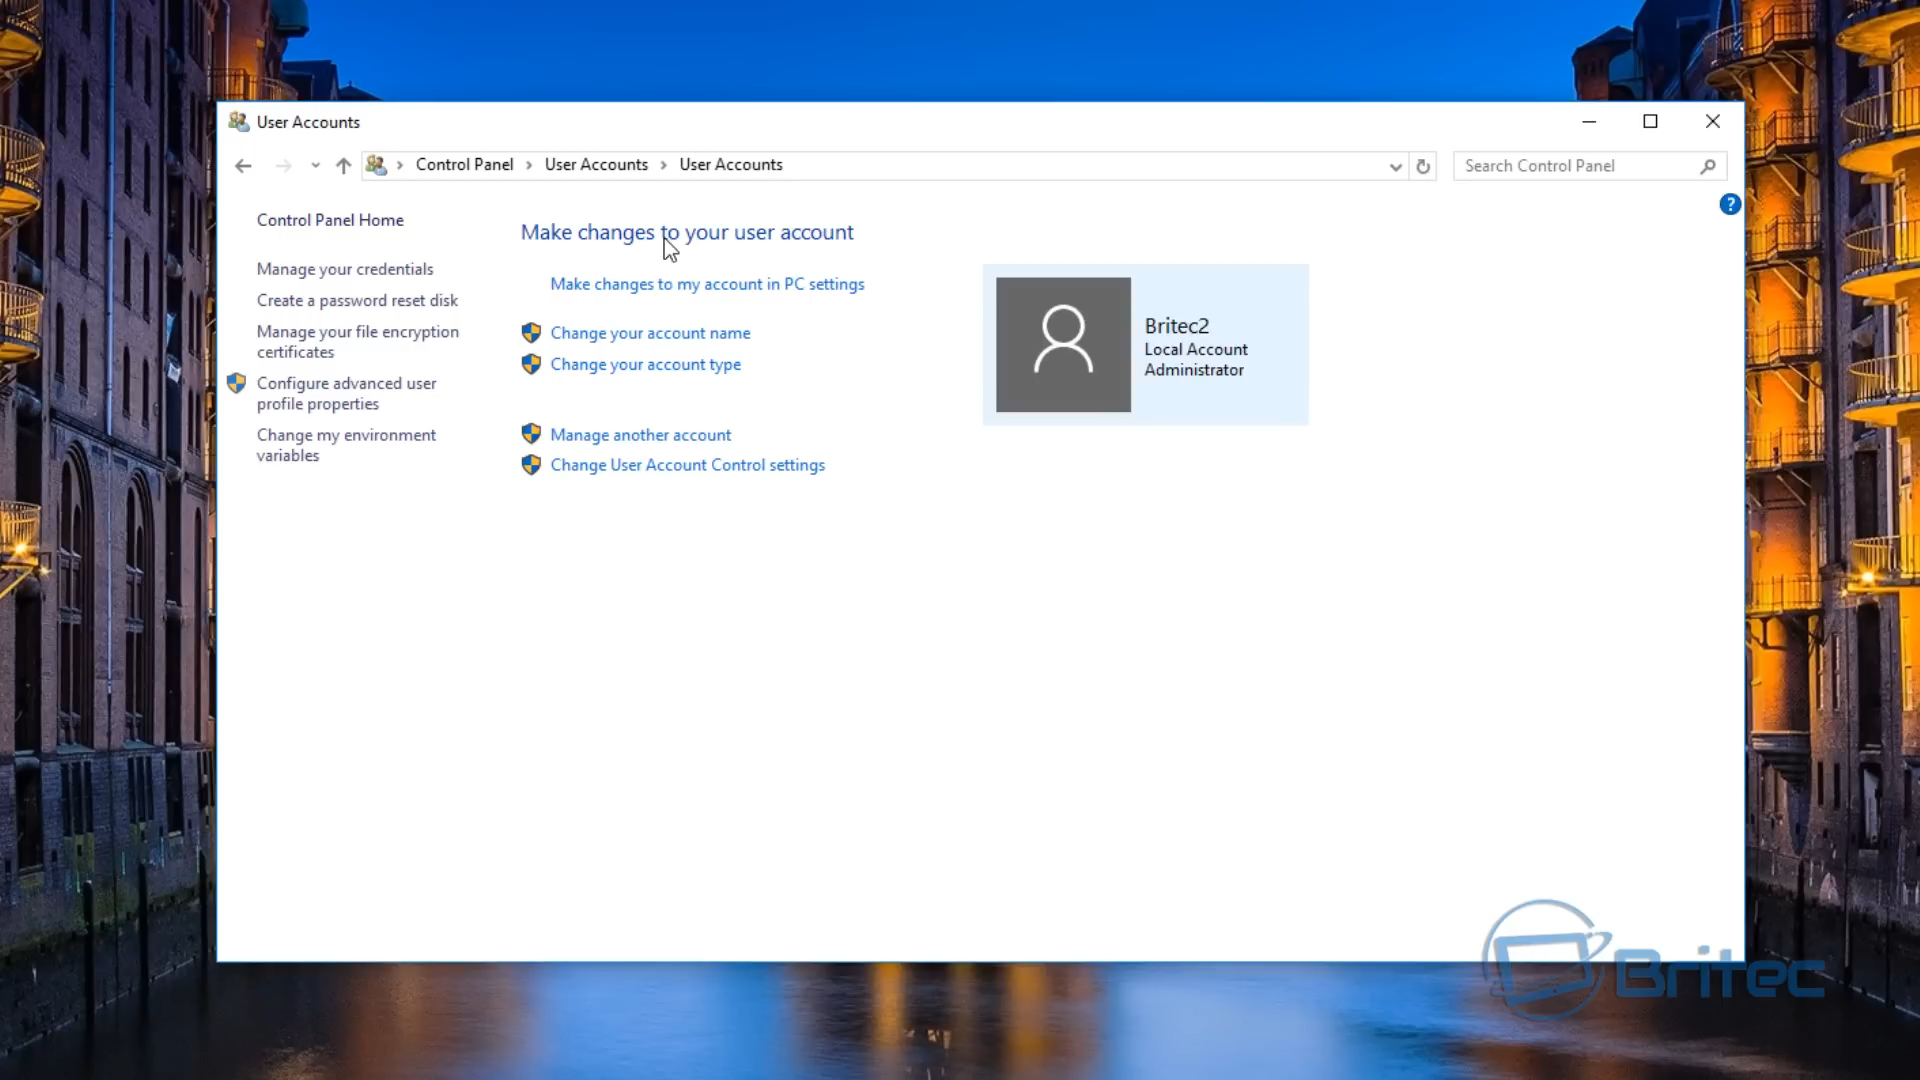 User Accounts
Control Panel > User Accounts > User Accounts
Search Control Panel
?
Control Panel Home
Manage your credentials
Create a password reset disk
Manage your file encryption
certificates
Configure advanced user
profile properties
Change my environment
variables
Make changes to your user account
Make changes to my account in PC settings
Change your account name
Change your account type
Manage another account
Change User Account Control settings
Britec2
Local Account
Administrator
Britec